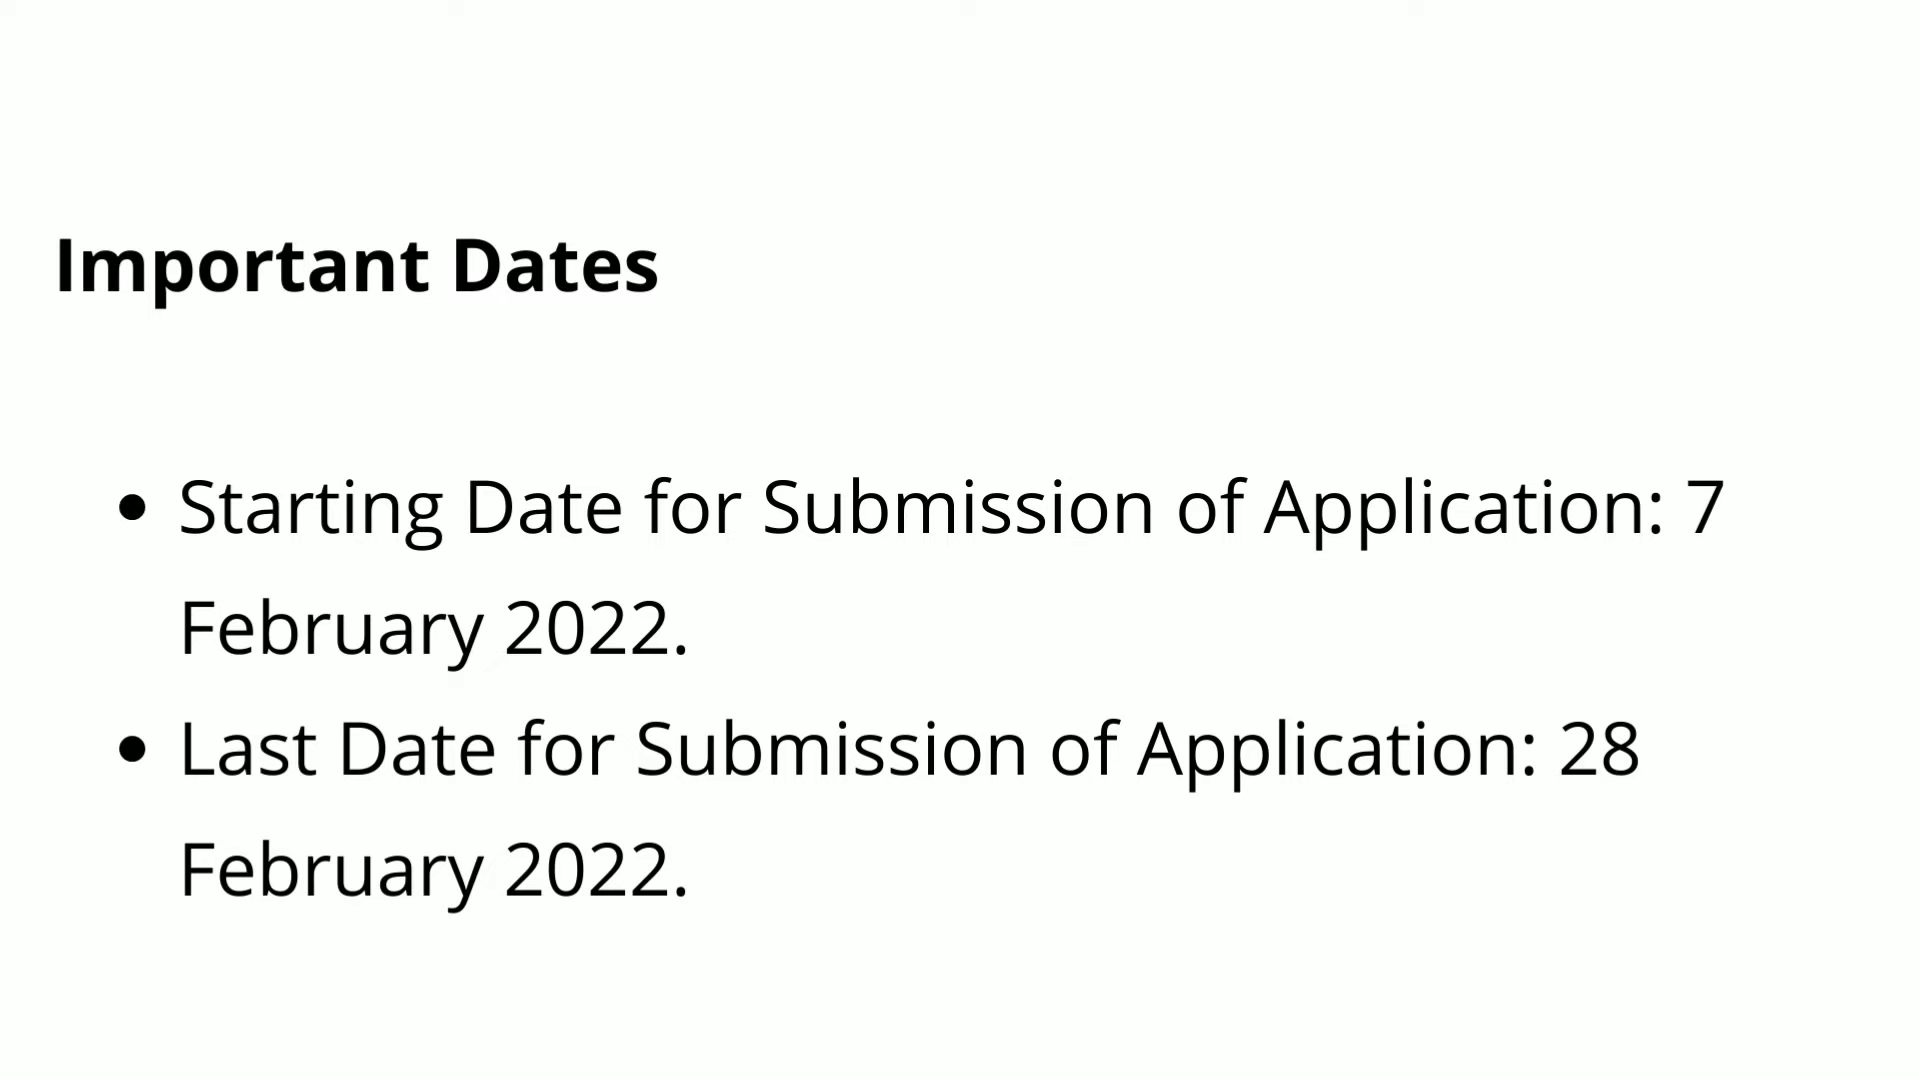 Important Dates
• Starting Date for Submission of Application: 7
February 2022.
• Last Date for Submission of Application: 28
February 2022.